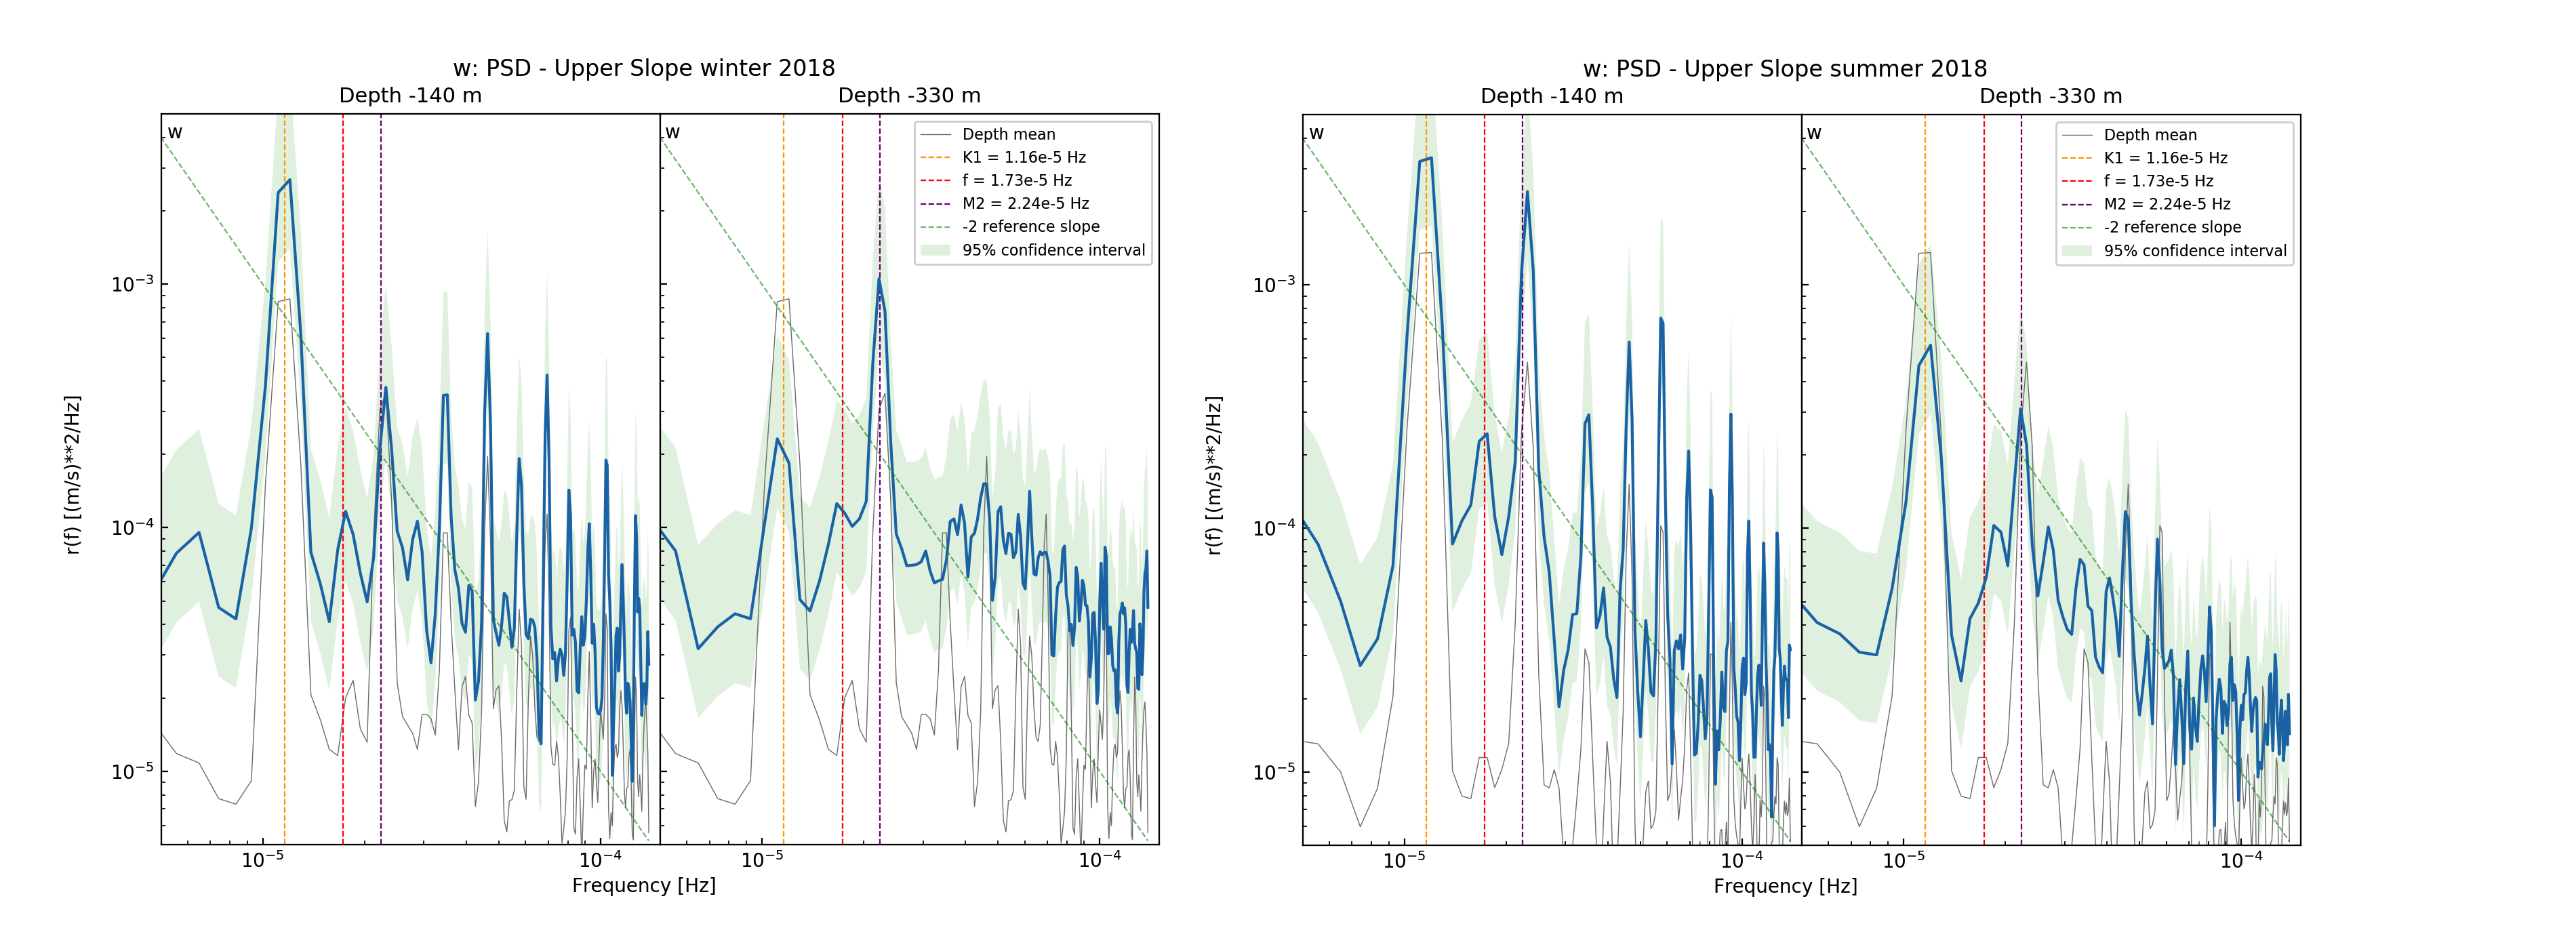 w: PSD - Upper Slope winter 2018
Depth -140 m
Depth -330 m
w
w
Depth mean
K1 = 1.16e-5 Hz
f = 1.73e-5 Hz
M2 = 2.24e-5 Hz
-2 reference slope
95% confidence interval
10⁻³
10⁻⁴
10⁻⁵
r(f) [(m/s)**2/Hz]
10⁻⁵
10⁻⁴
10⁻⁵
10⁻⁴
Frequency [Hz]
w: PSD - Upper Slope summer 2018
Depth -140 m
Depth -330 m
w
w
Depth mean
K1 = 1.16e-5 Hz
f = 1.73e-5 Hz
M2 = 2.24e-5 Hz
-2 reference slope
95% confidence interval
10⁻³
10⁻⁴
10⁻⁵
r(f) [(m/s)**2/Hz]
10⁻⁵
10⁻⁴
10⁻⁵
10⁻⁴
Frequency [Hz]